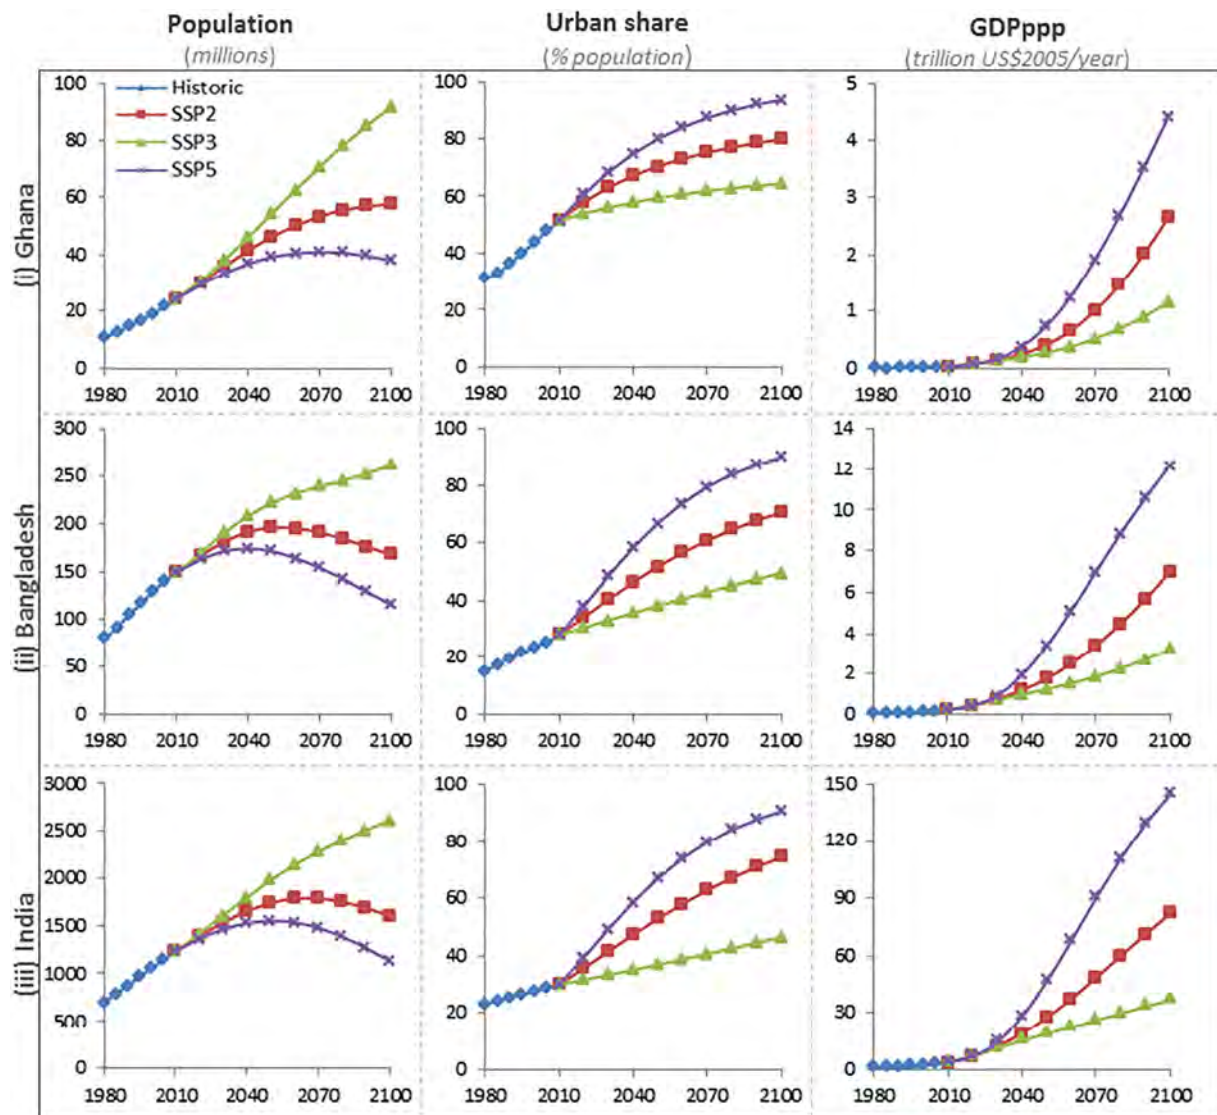 Population
(millions)
Urban share
(% population)
GDPppp
(trillion US$2005/year)
(i) Ghana
100
80
60
40
20
0
Historic
SSP2
SSP3
SSP5
1980 2010 2040 2070 2100
100
80
60
40
20
0
1980 2010 2040 2070 2100
5
4
3
2
1
0
1980 2010 2040 2070 2100
(ii) Bangladesh
300
250
200
150
100
50
0
1980 2010 2040 2070 2100
100
80
60
40
20
0
1980 2010 2040 2070 2100
14
12
10
8
6
4
2
0
1980 2010 2040 2070 2100
(iii) India
3000
2500
2000
1500
1000
500
0
1980 2010 2040 2070 2100
100
80
60
40
20
0
1980 2010 2040 2070 2100
150
120
90
60
30
0
1980 2010 2040 2070 2100